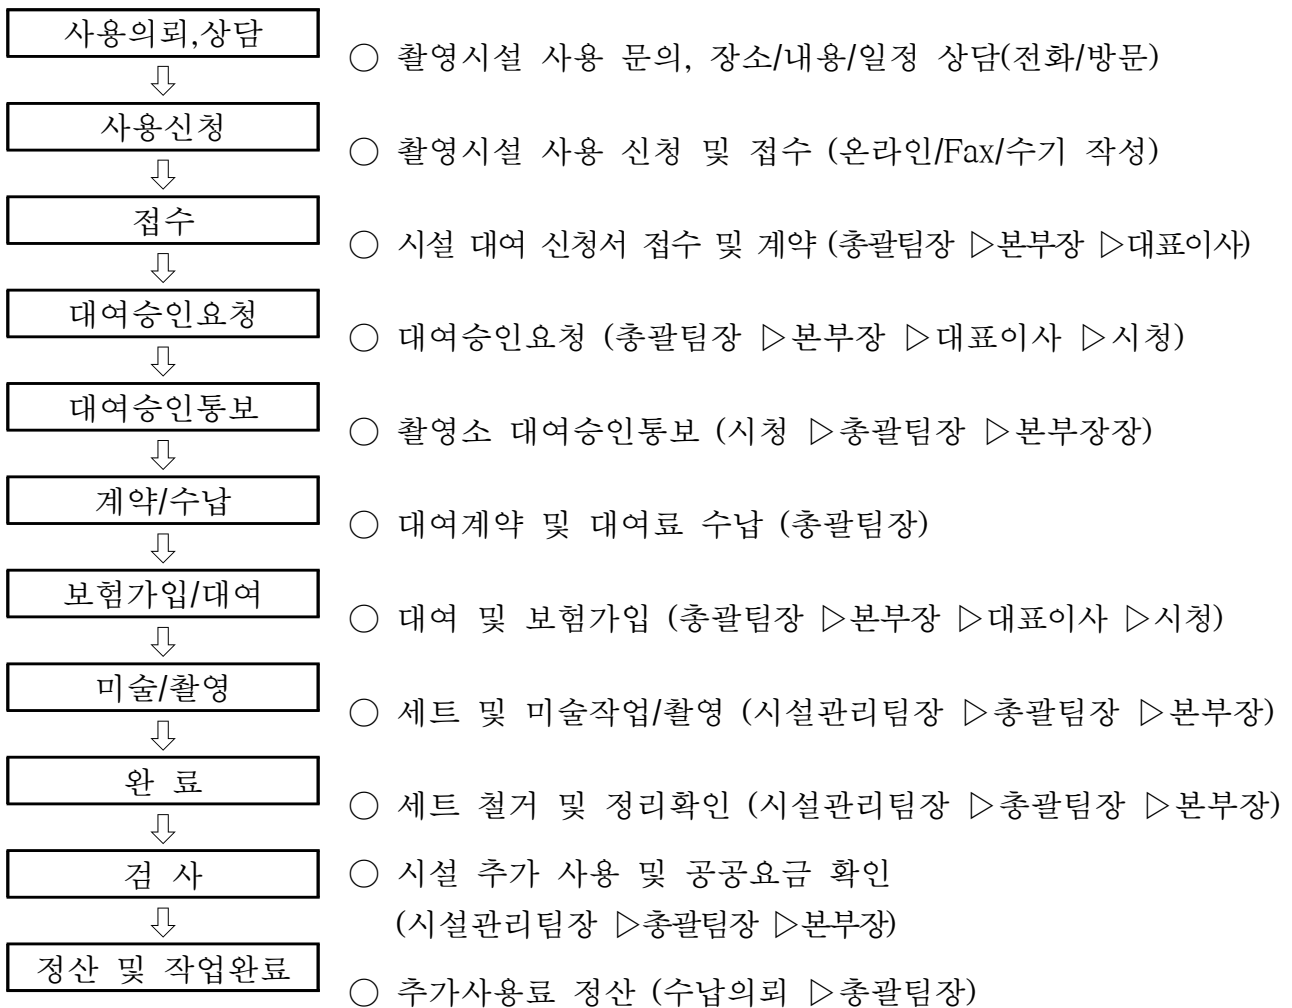 사용의뢰,상담
○ 촬영시설 사용 문의, 장소/내용/일정 상담(전화/방문)
사용신청
○ 촬영시설 사용 신청 및 접수 (온라인/Fax/수기 작성)
접수
○ 시설 대여 신청서 접수 및 계약 (총괄팀장 ▷본부장 ▷대표이사)
대여승인요청
○ 대여승인요청 (총괄팀장 ▷본부장 ▷대표이사 ▷시청)
대여승인통보
○ 촬영소 대여승인통보 (시청 ▷총괄팀장 ▷본부장장)
계약/수납
○ 대여계약 및 대여료 수납 (총괄팀장)
보험가입/대여
○ 대여 및 보험가입 (총괄팀장 ▷본부장 ▷대표이사 ▷시청)
미술/촬영
○ 세트 및 미술작업/촬영 (시설관리팀장 ▷총괄팀장 ▷본부장)
완 료
○ 세트 철거 및 정리확인 (시설관리팀장 ▷총괄팀장 ▷본부장)
검 사
○ 시설 추가 사용 및 공공요금 확인
(시설관리팀장 ▷총괄팀장 ▷본부장)
정산 및 작업완료
○ 추가사용료 정산 (수납의뢰 ▷총괄팀장)